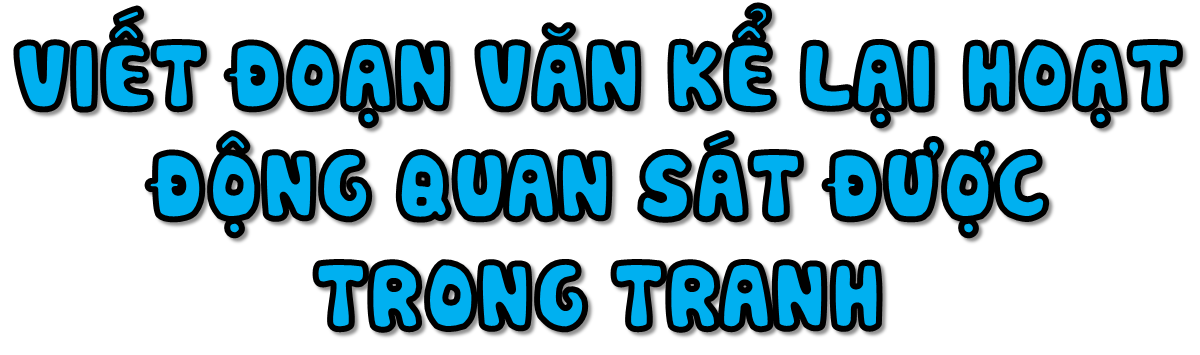 VIẾT ĐOẠN VĂN KỂ LẠI HOẠT
ĐỘNG QUAN SÁT ĐƯỢC
TRONG TRANH